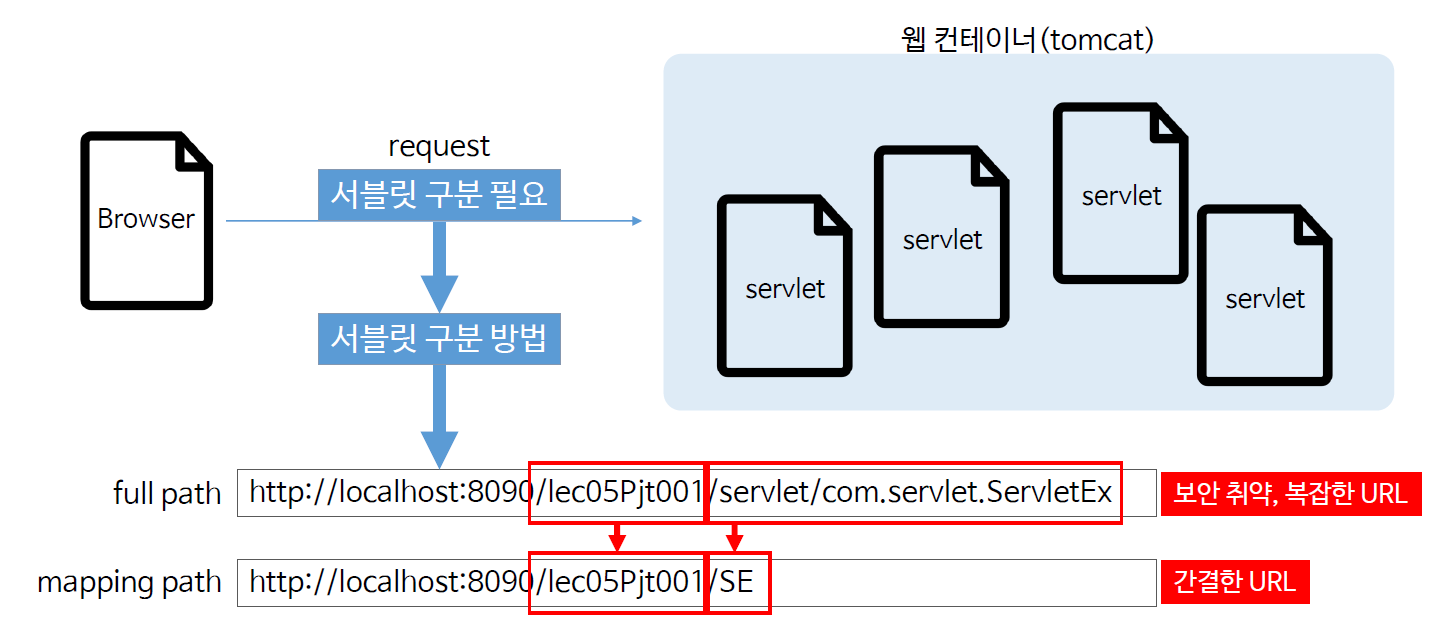 웹 컨테이너(tomcat)
request
서블릿 구분 필요
Browser
servlet
servlet
servlet
servlet
서블릿 구분 방법
full path
http://localhost:8090/lec05Pjt001/servlet/com.servlet.ServletEx
보안 취약, 복잡한 URL
mapping path
http://localhost:8090/lec05Pjt001/SE
간결한 URL